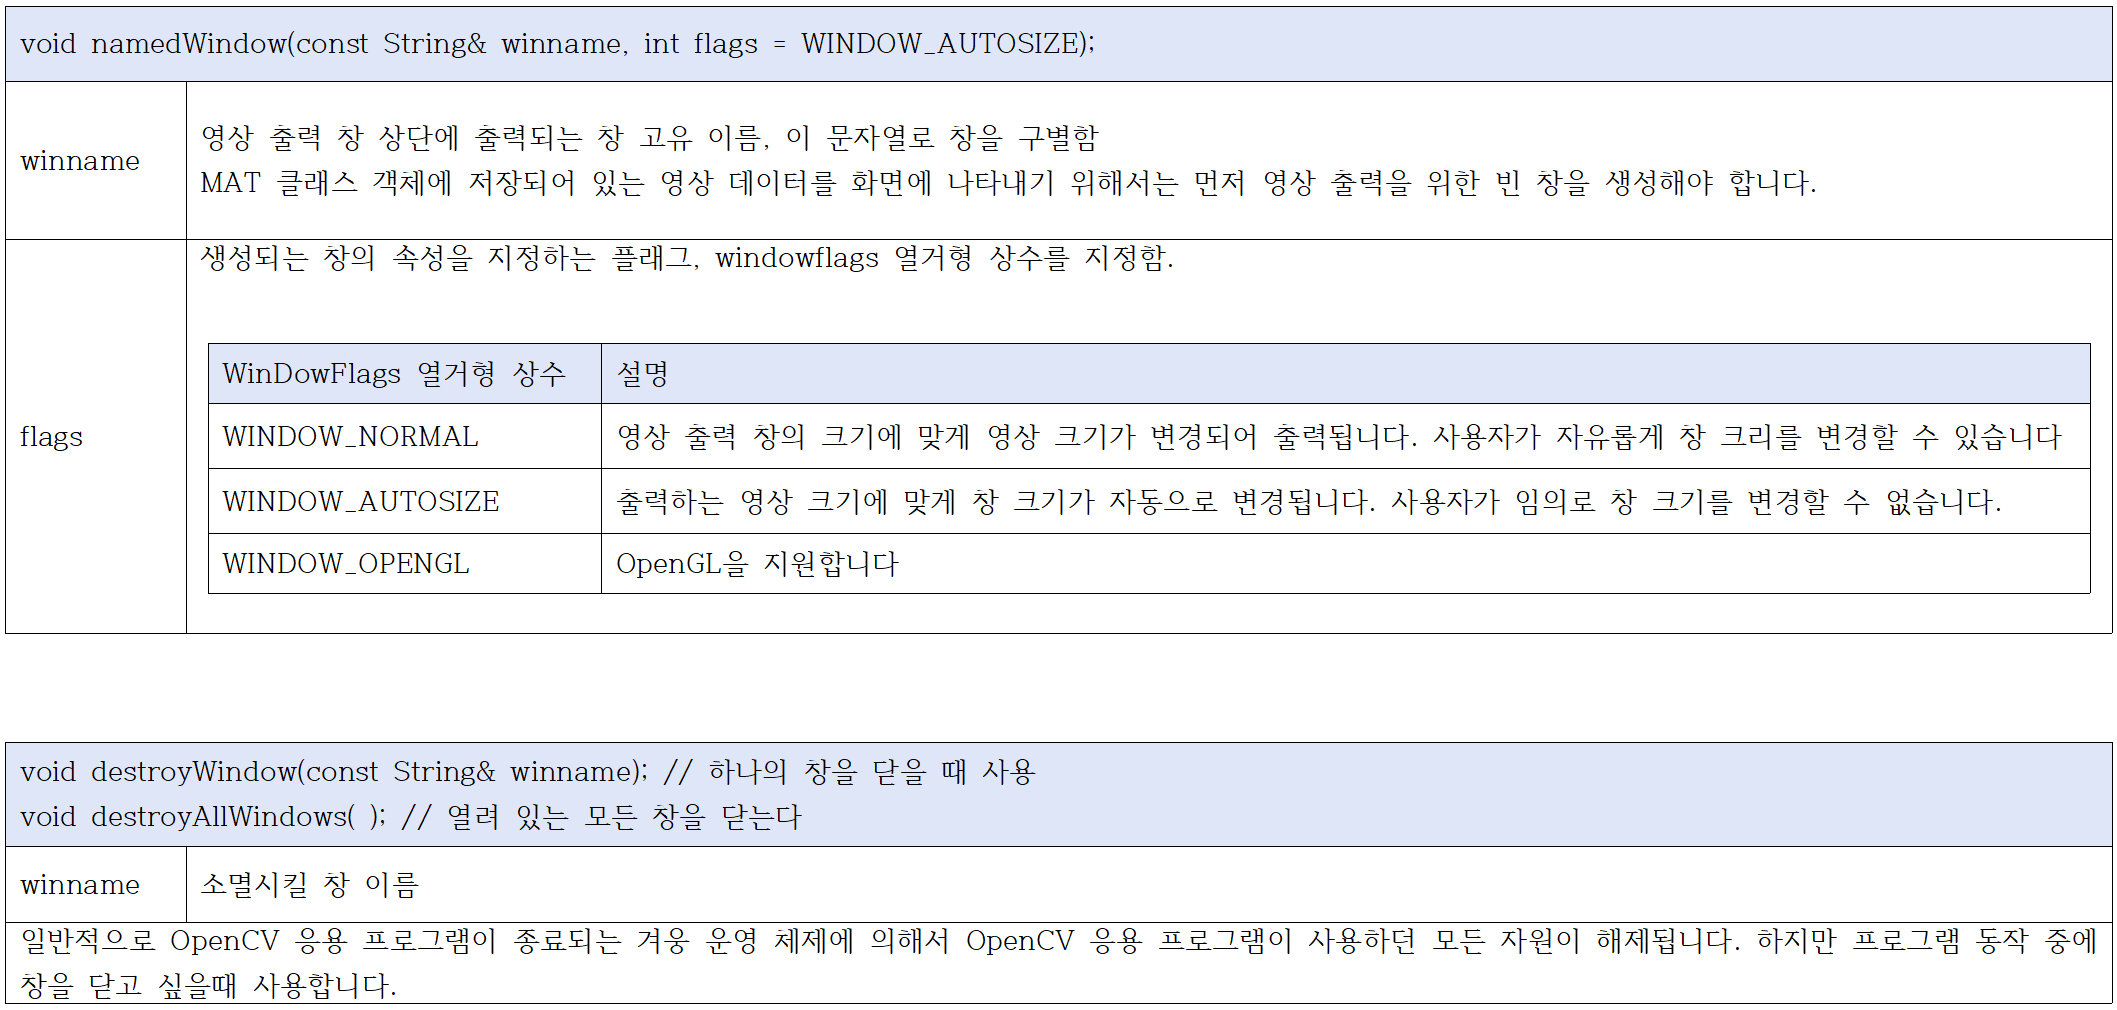 void namedWindow(const String& winname, int flags = WINDOW_AUTOSIZE);
winname
영상 출력 창 상단에 출력되는 창 고유 이름, 이 문자열로 창을 구별함
MAT 클래스 객체에 저장되어 있는 영상 데이터를 화면에 나타내기 위해서는 먼저 영상 출력을 위한 빈 창을 생성해야 합니다.
flags
생성되는 창의 속성을 지정하는 플래그, windowflags 열거형 상수를 지정함.
WinDowFlags 열거형 상수 설명
WINDOW_NORMAL 영상 출력 창의 크기에 맞게 영상 크기가 변경되어 출력됩니다. 사용자가 자유롭게 창 크리를 변경할 수 있습니다
WINDOW_AUTOSIZE 출력하는 영상 크기에 맞게 창 크기가 자동으로 변경됩니다. 사용자가 임의로 창 크기를 변경할 수 없습니다.
WINDOW_OPENGL OpenGL을 지원합니다
void destroyWindow(const String& winname); // 하나의 창을 닫을 때 사용
void destroyAllWindows( ); // 열려 있는 모든 창을 닫는다
winname 소멸시킬 창 이름
일반적으로 OpenCV 응용 프로그램이 종료되는 겨웅 운영 체제에 의해서 OpenCV 응용 프로그램이 사용하던 모든 자원이 해제됩니다. 하지만 프로그램 동작 중에
창을 닫고 싶을때 사용합니다.